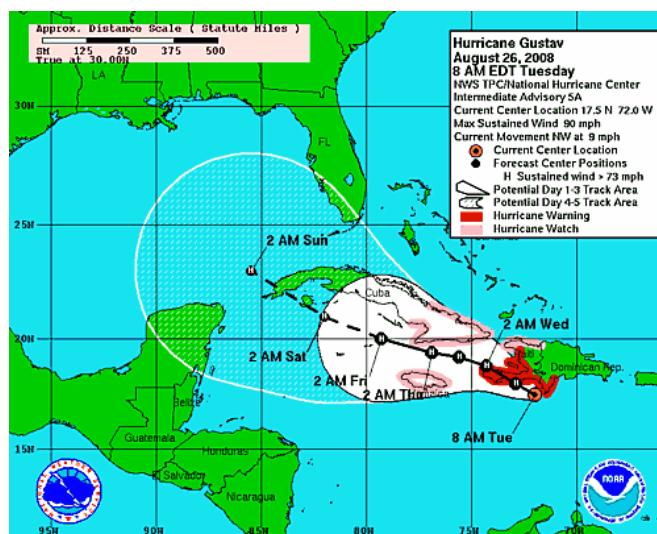 Approx. Distance Scale ( Statute Miles )
SM 125 250 375 500
True at 30.00N
Hurricane Gustav
August 26, 2008
8 AM EDT Tuesday
NWS TPC/National Hurricane Center
Intermediate Advisory 5A
Current Center Location 17.5 N 72.0 W
Max Sustained Wind 90 mph
Current Movement NW at 9 mph
Current Center Location
Forecast Center Positions
H Sustained wind > 73 mph
Potential Day 1-3 Track Area
Potential Day 4-5 Track Area
Hurricane Warning
Hurricane Watch
LA
30N
FL
25N
2 AM Sun
H
H
Cuba
20N
2 AM Sat
H
2 AM Wed
H
H
H
Haiti
Dominican Rep.
2 AM Fri
2 AM Thu
H
Jamaica
Belize
8 AM Tue
15N
Guatemala
Honduras
El Salvador
Nicaragua
NOAA
95W 90W 85W 80W 75W 70W